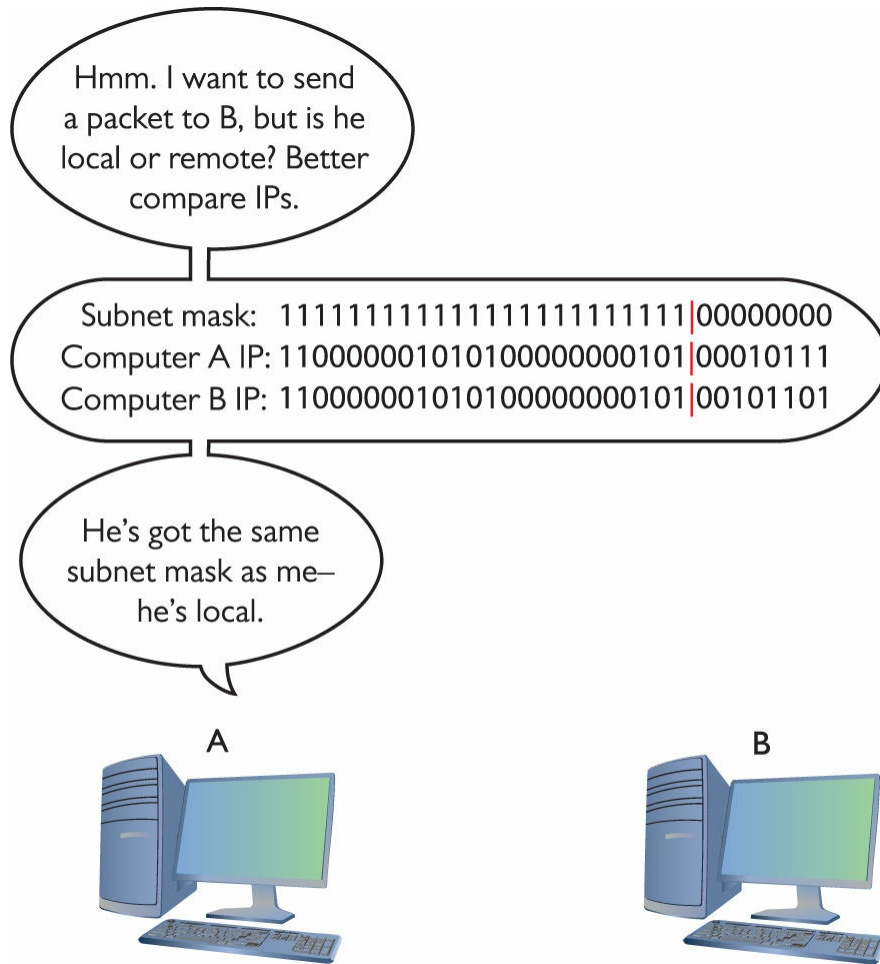 Hmm. I want to send
a packet to B, but is he
local or remote? Better
compare IPs.
Subnet mask: 111111111111111111111111|00000000
Computer A IP: 110000001010100000000101|00010111
Computer B IP: 110000001010100000000101|00101101
He's got the same
subnet mask as me–
he's local.
A
B